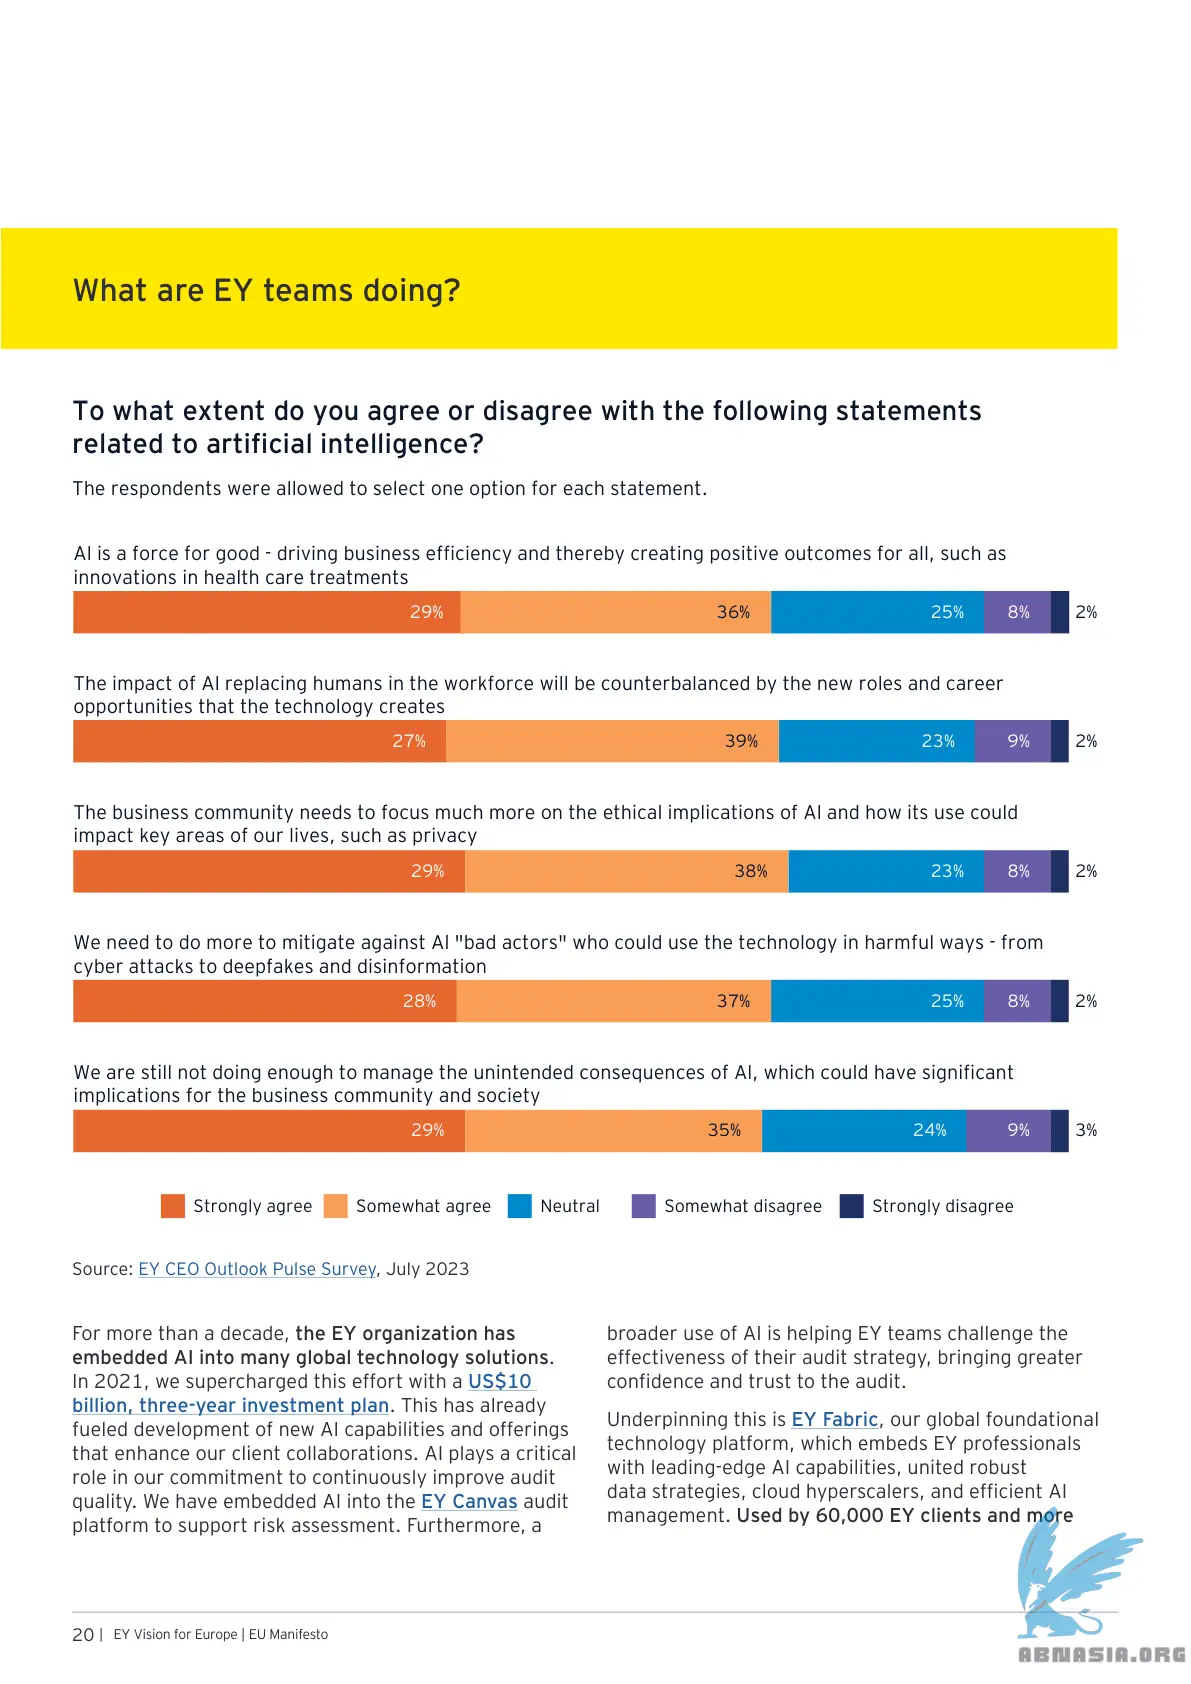 What are EY teams doing?
To what extent do you agree or disagree with the following statements
related to artificial intelligence?
The respondents were allowed to select one option for each statement.
AI is a force for good - driving business efficiency and thereby creating positive outcomes for all, such as
innovations in health care treatments
29% 36% 25% 8% 2%
The impact of AI replacing humans in the workforce will be counterbalanced by the new roles and career
opportunities that the technology creates
27% 39% 23% 9% 2%
The business community needs to focus much more on the ethical implications of AI and how its use could
impact key areas of our lives, such as privacy
29% 38% 23% 8% 2%
We need to do more to mitigate against AI "bad actors" who could use the technology in harmful ways - from
cyber attacks to deepfakes and disinformation
28% 37% 25% 8% 2%
We are still not doing enough to manage the unintended consequences of AI, which could have significant
implications for the business community and society
29% 35% 24% 9% 3%
Strongly agree Somewhat agree Neutral Somewhat disagree Strongly disagree
Source: EY CEO Outlook Pulse Survey, July 2023
For more than a decade, the EY organization has
embedded AI into many global technology solutions.
In 2021, we supercharged this effort with a US$10
billion, three-year investment plan. This has already
fueled development of new AI capabilities and offerings
that enhance our client collaborations. AI plays a critical
role in our commitment to continuously improve audit
quality. We have embedded AI into the EY Canvas audit
platform to support risk assessment. Furthermore, a
broader use of AI is helping EY teams challenge the
effectiveness of their audit strategy, bringing greater
confidence and trust to the audit.
Underpinning this is EY Fabric, our global foundational
technology platform, which embeds EY professionals
with leading-edge AI capabilities, united robust
data strategies, cloud hyperscalers, and efficient AI
management. Used by 60,000 EY clients and more
20 | EY Vision for Europe | EU Manifesto
ABNASIA.ORG